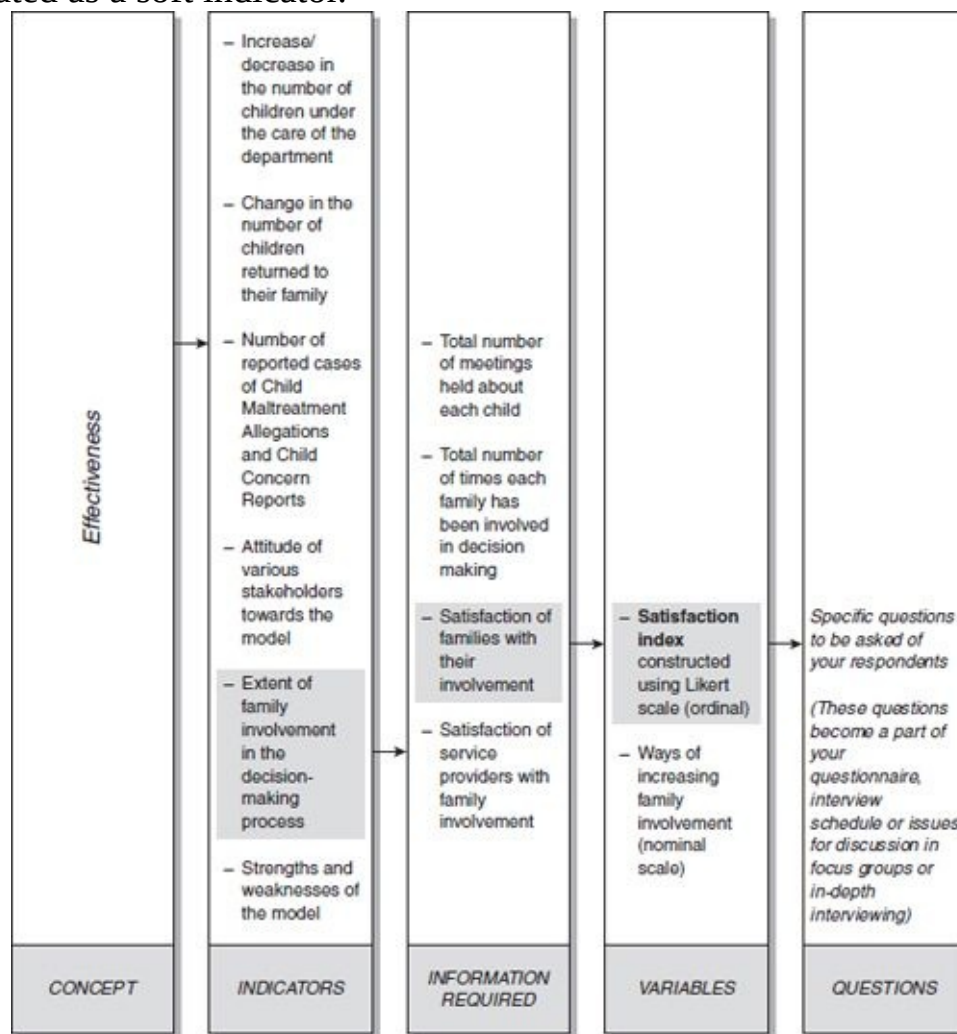 ated as a soft indicator.
Effectiveness
– Increase/
decrease in
the number of
children under
the care of the
department
– Change in the
number of
children
returned to
their family
– Number of
reported cases
of Child
Maltreatment
Allegations
and Child
Concern
Reports
– Attitude of
various
stakeholders
towards the
model
– Extent of
family
involvement
in the
decision-
making
process
– Strengths and
weaknesses of
the model
– Total number
of meetings
held about
each child
– Total number
of times each
family has
been involved
in decision
making
– Satisfaction of
families with
their
involvement
– Satisfaction of
service
providers with
family
involvement
– Satisfaction
index
constructed
using Likert
scale (ordinal)
– Ways of
increasing
family
involvement
(nominal
scale)
Specific questions
to be asked of
your respondents
(These questions
become a part of
your
questionnaire,
interview
schedule or issues
for discussion in
focus groups or
in-depth
interviewing)
CONCEPT
INDICATORS
INFORMATION
REQUIRED
VARIABLES
QUESTIONS